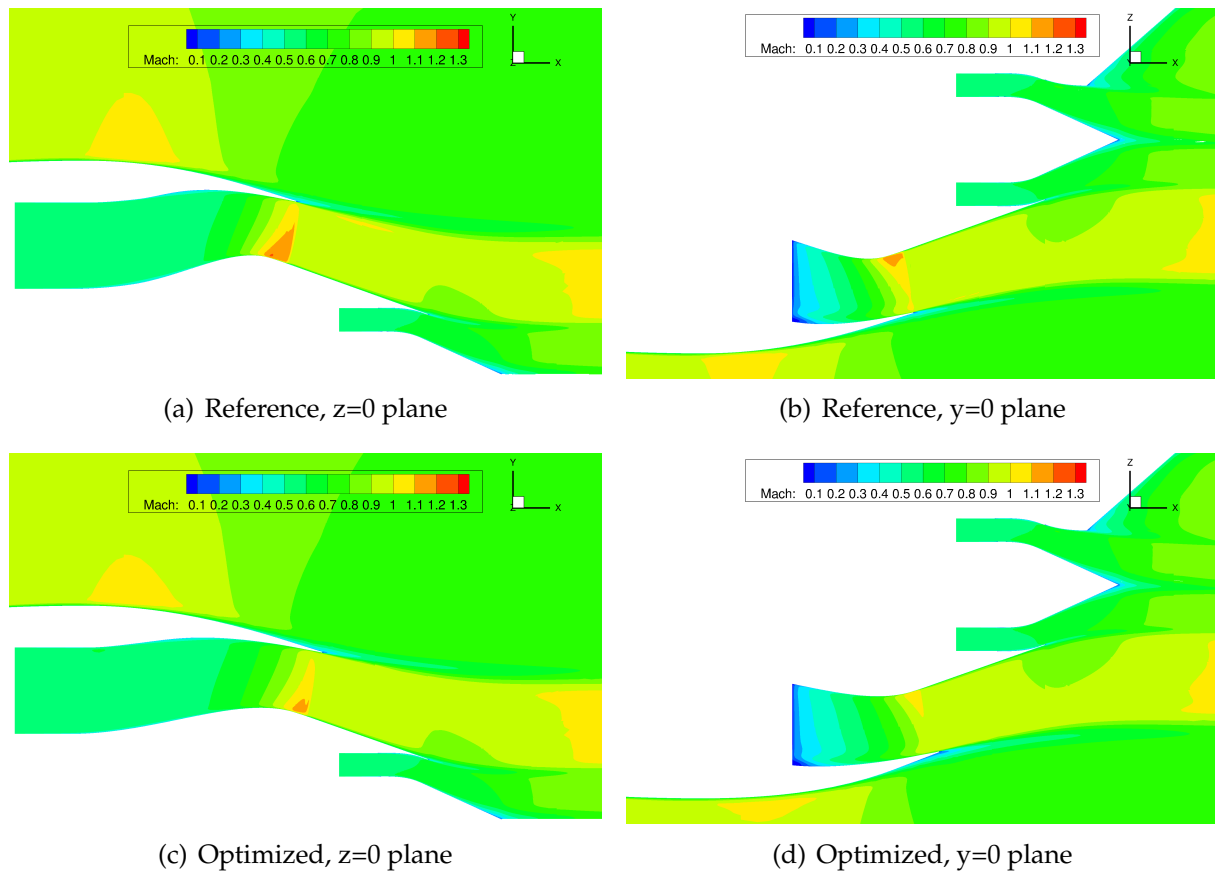 Y
Mach: 0.1 0.2 0.3 0.4 0.5 0.6 0.7 0.8 0.9 1 1.1 1.2 1.3
Z X
Z
Mach: 0.1 0.2 0.3 0.4 0.5 0.6 0.7 0.8 0.9 1 1.1 1.2 1.3
Y X
(a) Reference, z=0 plane
(b) Reference, y=0 plane
Y
Mach: 0.1 0.2 0.3 0.4 0.5 0.6 0.7 0.8 0.9 1 1.1 1.2 1.3
Z X
Z
Mach: 0.1 0.2 0.3 0.4 0.5 0.6 0.7 0.8 0.9 1 1.1 1.2 1.3
Y X
(c) Optimized, z=0 plane
(d) Optimized, y=0 plane